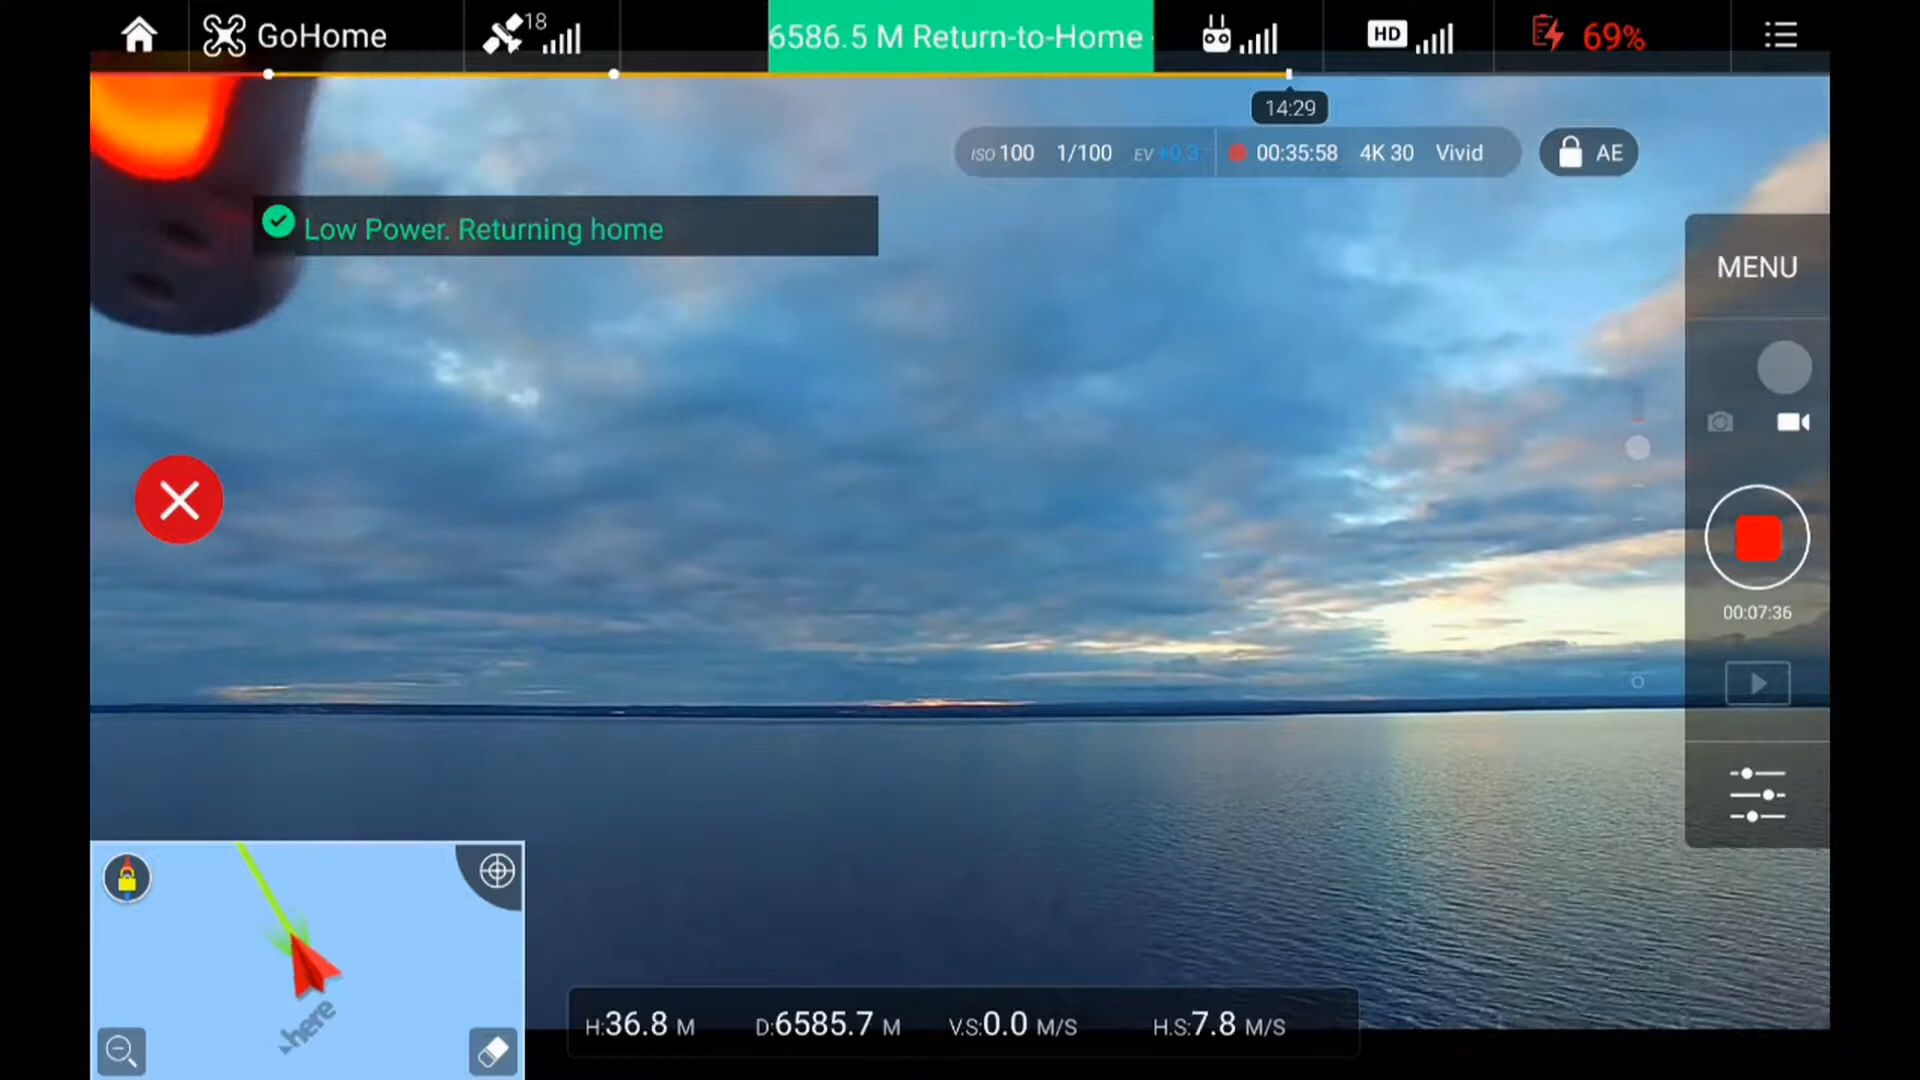 GoHome
18
6586.5 M Return-to-Home
HD
69%
14:29
ISO 100 1/100 EV +0.3 00:35:58 4K 30 Vivid
AE
Low Power. Returning home
MENU
00:07:36
here
H:36.8 M D:6585.7 M V.S:0.0 M/S H.S:7.8 M/S